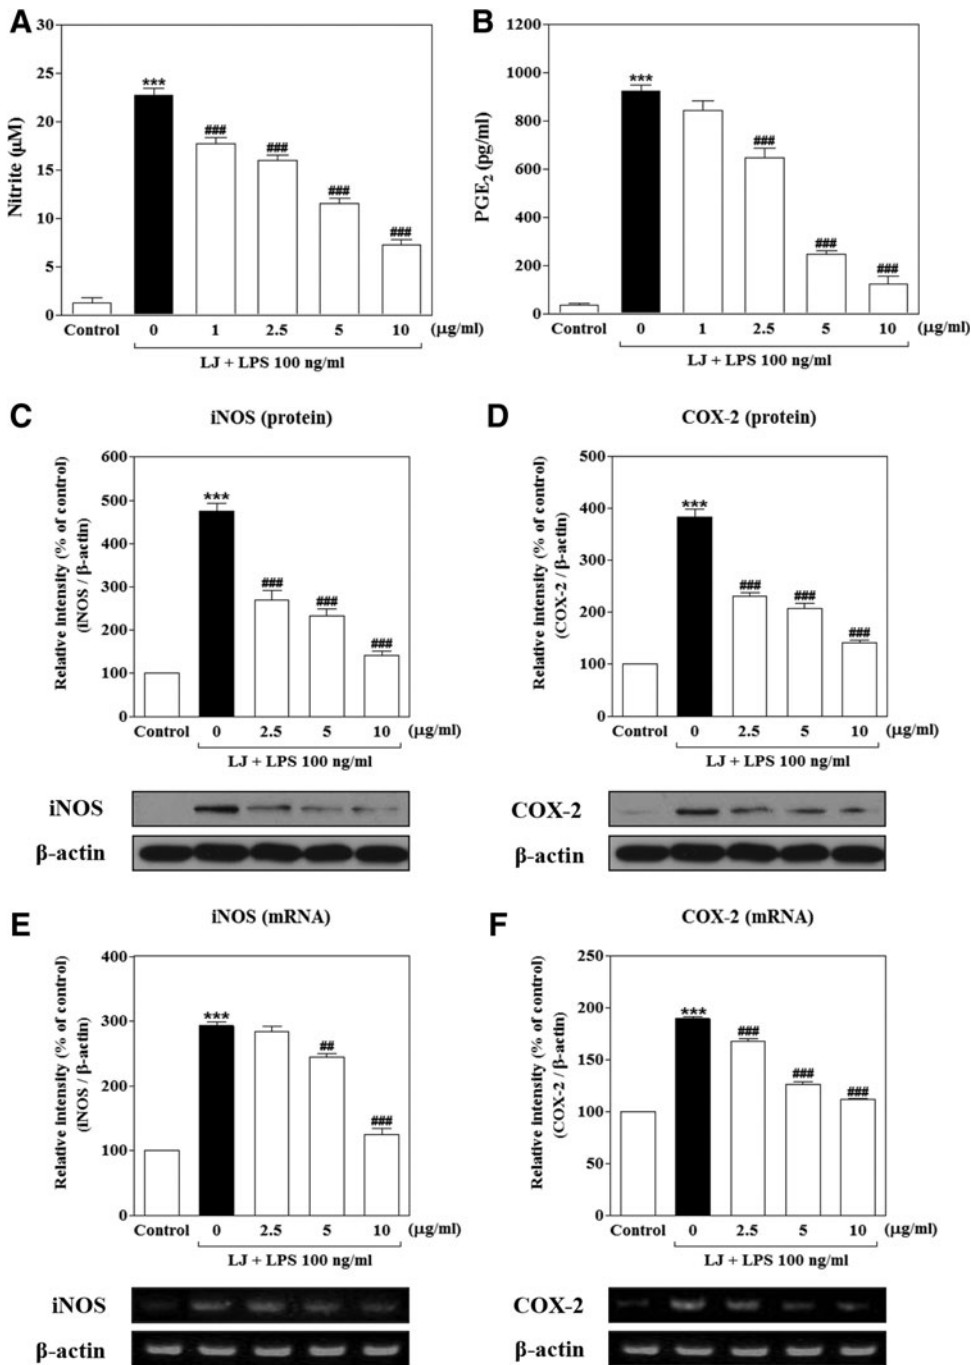 A
30
25
20
15
10
5
0
Nitrite (μM)
***
###
###
###
###
Control 0 1 2.5 5 10 (μg/ml)
LJ + LPS 100 ng/ml
B
1200
1000
800
600
400
200
0
PGE2 (pg/ml)
***
###
###
###
Control 0 1 2.5 5 10 (μg/ml)
LJ + LPS 100 ng/ml
C
iNOS (protein)
600
500
400
300
200
100
0
Relative intensity (% of control)
(iNOS / β-actin)
***
###
###
###
Control 0 2.5 5 10 (μg/ml)
LJ + LPS 100 ng/ml
iNOS
β-actin
D
COX-2 (protein)
500
400
300
200
100
0
Relative intensity (% of control)
(COX-2 / β-actin)
***
###
###
###
Control 0 2.5 5 10 (μg/ml)
LJ + LPS 100 ng/ml
COX-2
β-actin
E
iNOS (mRNA)
400
300
200
100
0
Relative intensity (% of control)
(iNOS / β-actin)
***
##
###
Control 0 2.5 5 10 (μg/ml)
LJ + LPS 100 ng/ml
iNOS
β-actin
F
COX-2 (mRNA)
250
200
150
100
50
0
Relative intensity (% of control)
(COX-2 / β-actin)
***
###
###
###
Control 0 2.5 5 10 (μg/ml)
LJ + LPS 100 ng/ml
COX-2
β-actin